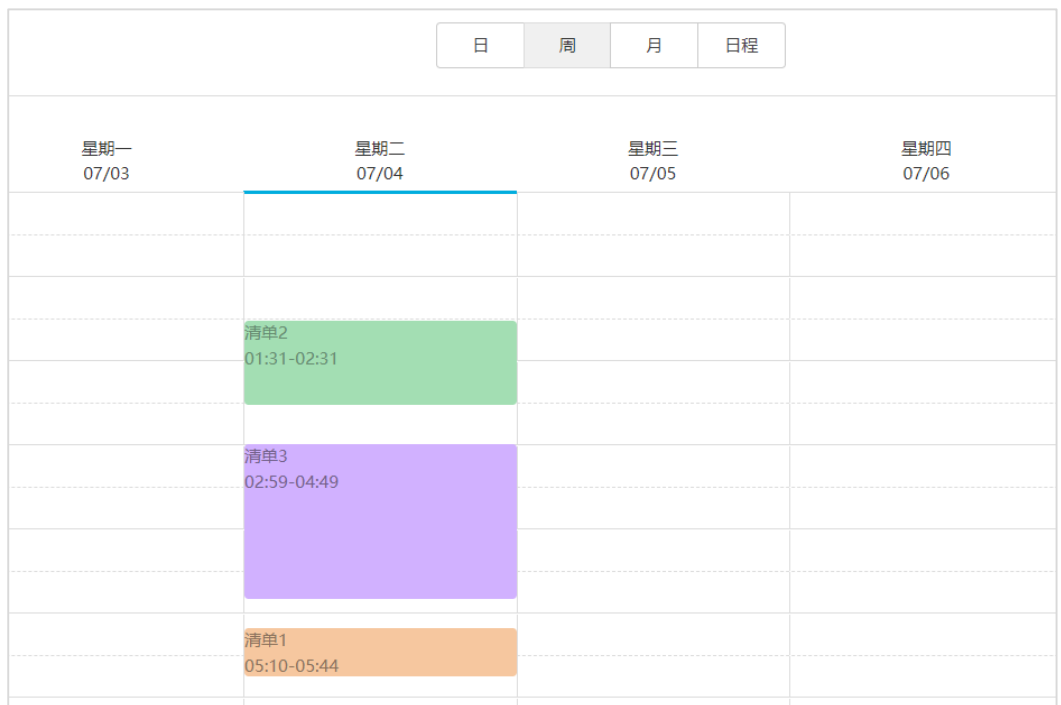 日 周 月 日程
星期一 星期二 星期三 星期四
07/03 07/04 07/05 07/06
清单2
01:31-02:31
清单3
02:59-04:49
清单1
05:10-05:44